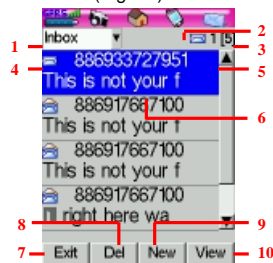 Inbox ▼ 1 [5]
886933727951
This is not your f
886917667100
This is not your f
886917667100
This is not your f
886917667100
right here wa
Exit Del New View
1
2
3
4
5
6
7
8
9
10